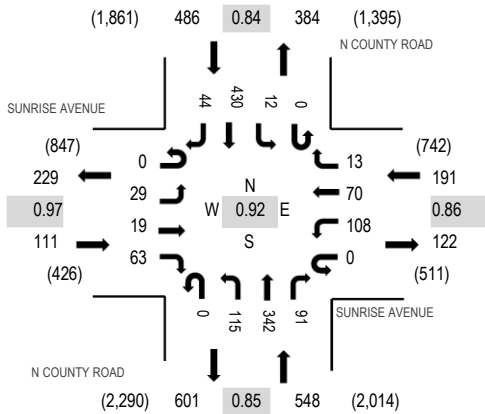 (1,861) 486 0.84 384 (1,395)
N COUNTY ROAD
44 430 12 0
SUNRISE AVENUE
(847) (742)
229 0 13 191
0.97 29 70 0.86
N
W 0.92 E
S
111 19 108 122
63 0
(426) (511)
0 115 342 91
SUNRISE AVENUE
N COUNTY ROAD
(2,290) 601 0.85 548 (2,014)